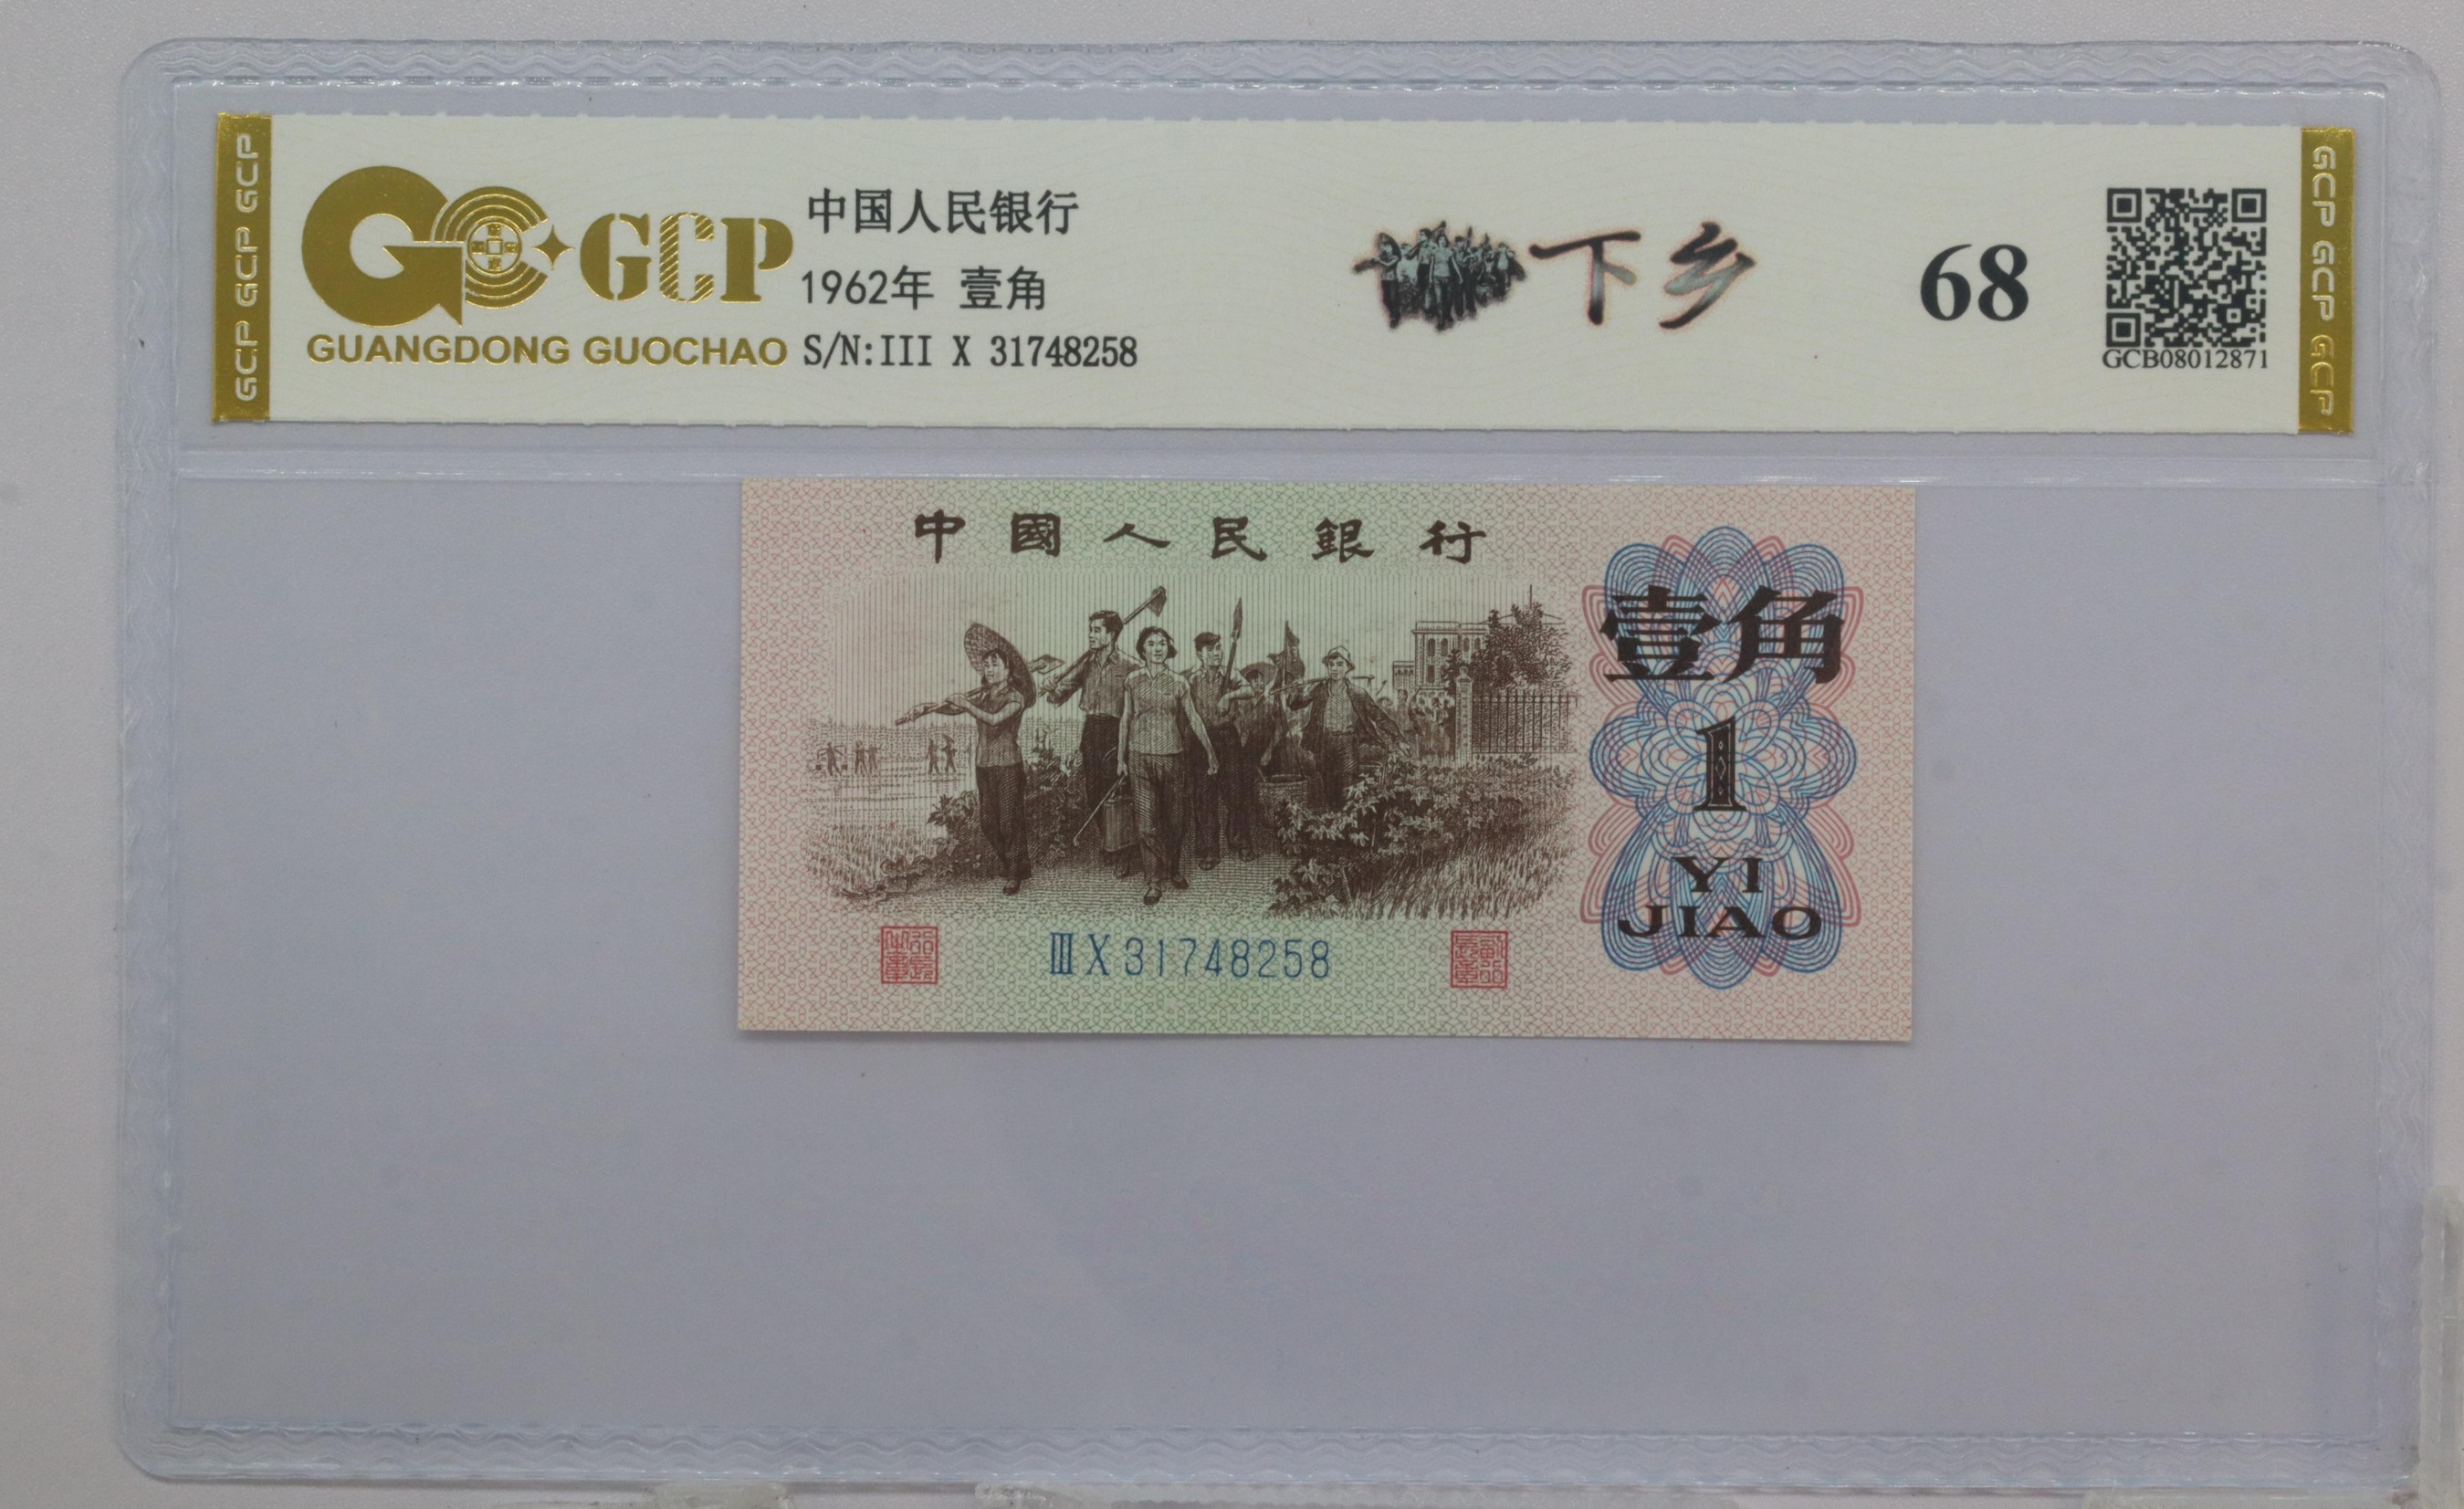 GCP GCP GCP
GCP
GUANGDONG GUOCHAO
中国人民银行
1962年 壹角
S/N:III X 31748258
下乡
68
GCB08012871
GCP GCP GCP
中國人民銀行
壹角
1
YI
JIAO
ⅢX31748258